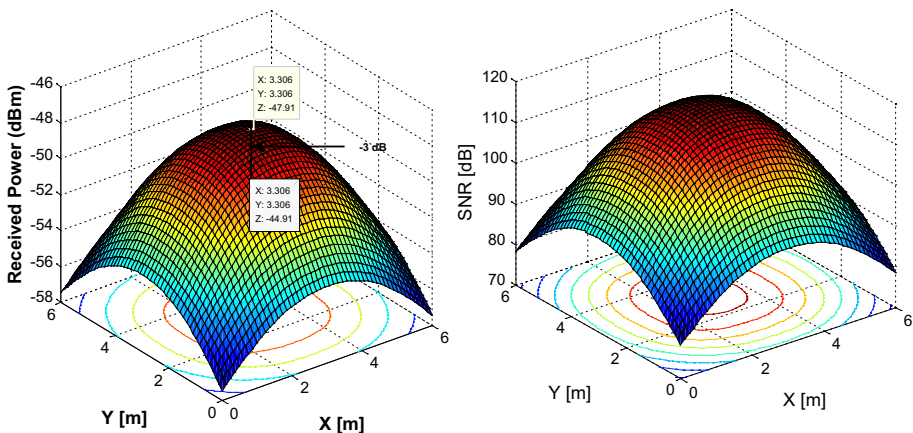 Received Power (dBm)
-46
-48
-50
-52
-54
-56
-58
X: 3.306
Y: 3.306
Z: -47.91
-3 dB
X: 3.306
Y: 3.306
Z: -44.91
6
4
2
0
Y [m]
0
2
4
6
X [m]
SNR [dB]
120
110
100
90
80
70
6
4
2
0
Y [m]
0
2
4
6
X [m]